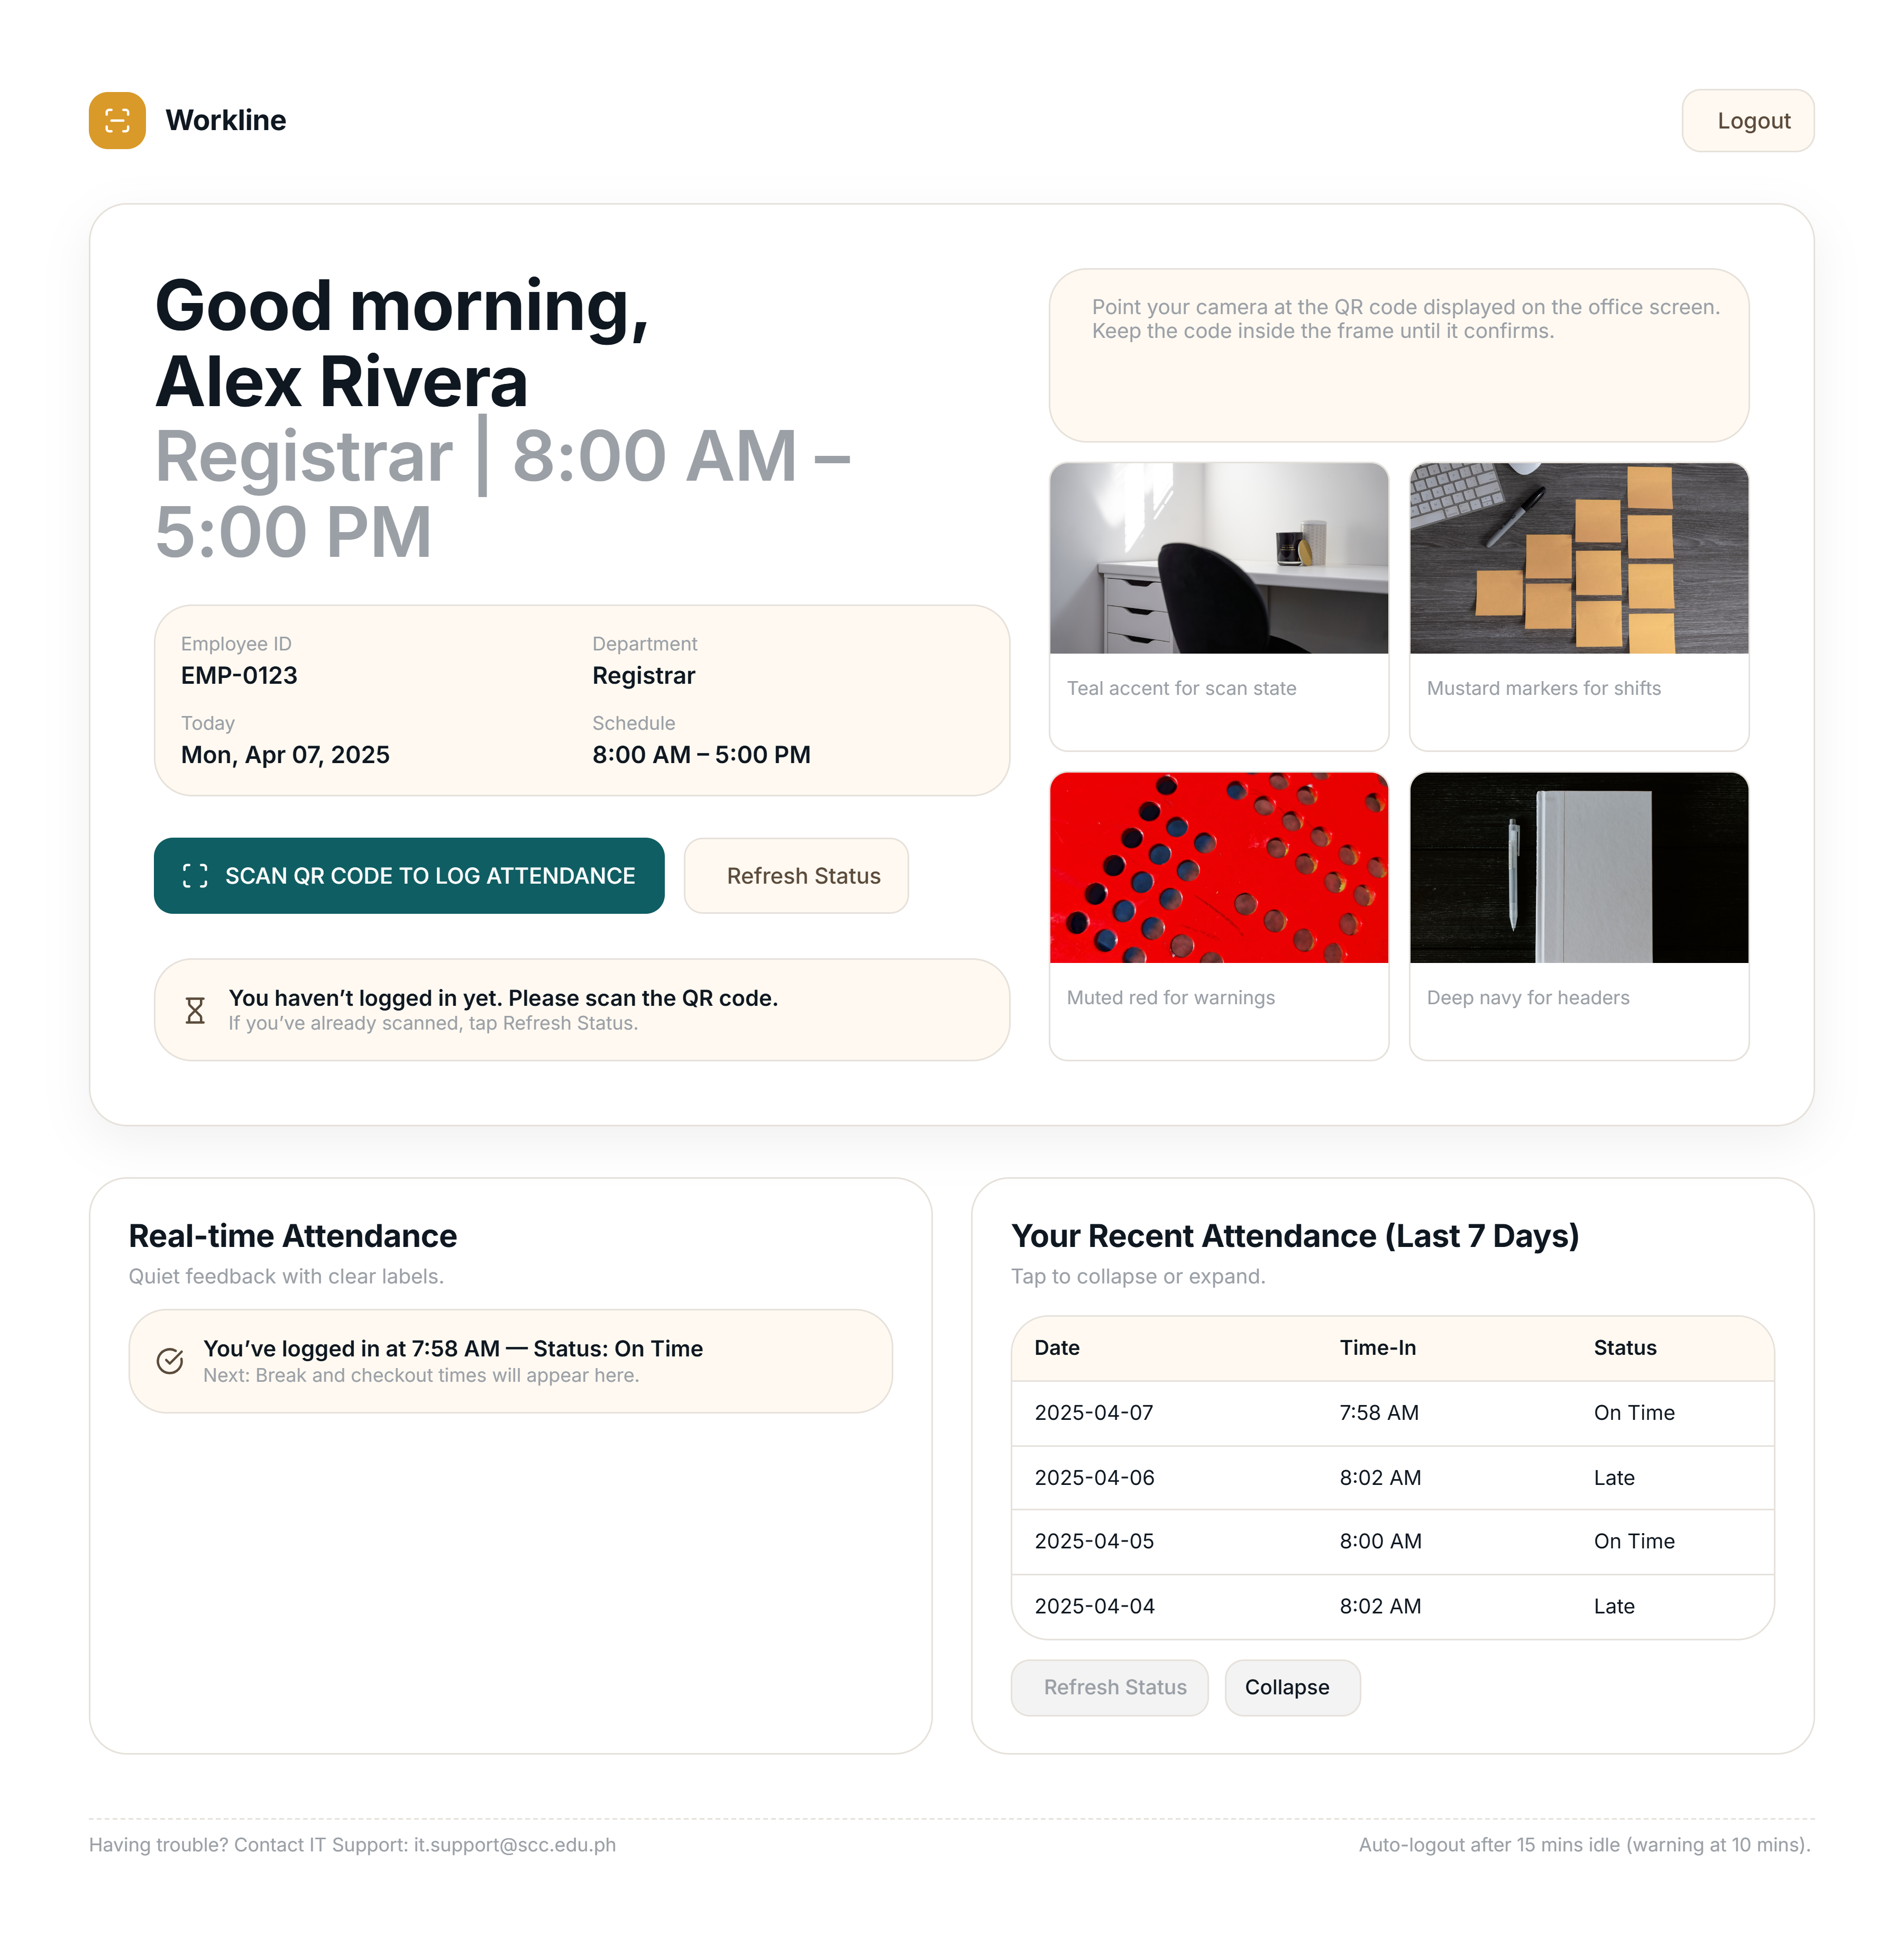 Workline
Logout
Good morning,
Alex Rivera
Registrar | 8:00 AM –
5:00 PM
Employee ID
EMP-0123
Department
Registrar
Today
Mon, Apr 07, 2025
Schedule
8:00 AM – 5:00 PM
SCAN QR CODE TO LOG ATTENDANCE
Refresh Status
You haven’t logged in yet. Please scan the QR code.
If you’ve already scanned, tap Refresh Status.
Point your camera at the QR code displayed on the office screen.
Keep the code inside the frame until it confirms.
Teal accent for scan state
Mustard markers for shifts
Muted red for warnings
Deep navy for headers
Real-time Attendance
Quiet feedback with clear labels.
You’ve logged in at 7:58 AM — Status: On Time
Next: Break and checkout times will appear here.
Your Recent Attendance (Last 7 Days)
Tap to collapse or expand.
Date Time-In Status
2025-04-07 7:58 AM On Time
2025-04-06 8:02 AM Late
2025-04-05 8:00 AM On Time
2025-04-04 8:02 AM Late
Refresh Status
Collapse
Having trouble? Contact IT Support: it.support@scc.edu.ph
Auto-logout after 15 mins idle (warning at 10 mins).